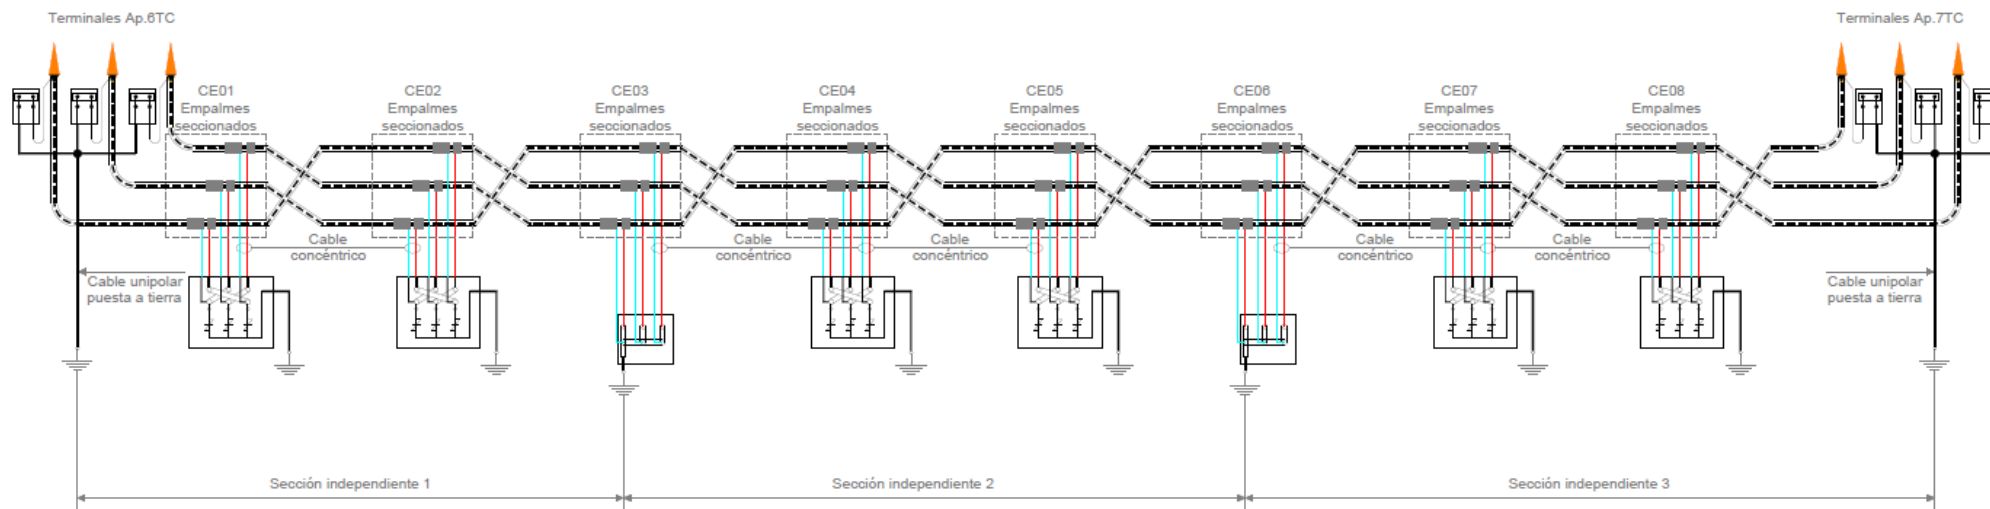 Terminales Ap.6TC
Terminales Ap.7TC
CE01
Empalmes
seccionados
CE02
Empalmes
seccionados
CE03
Empalmes
seccionados
CE04
Empalmes
seccionados
CE05
Empalmes
seccionados
CE06
Empalmes
seccionados
CE07
Empalmes
seccionados
CE08
Empalmes
seccionados
Cable
concéntrico
Cable
concéntrico
Cable
concéntrico
Cable
concéntrico
Cable
concéntrico
Cable unipolar
puesta a tierra
Cable unipolar
puesta a tierra
Sección independiente 1
Sección independiente 2
Sección independiente 3